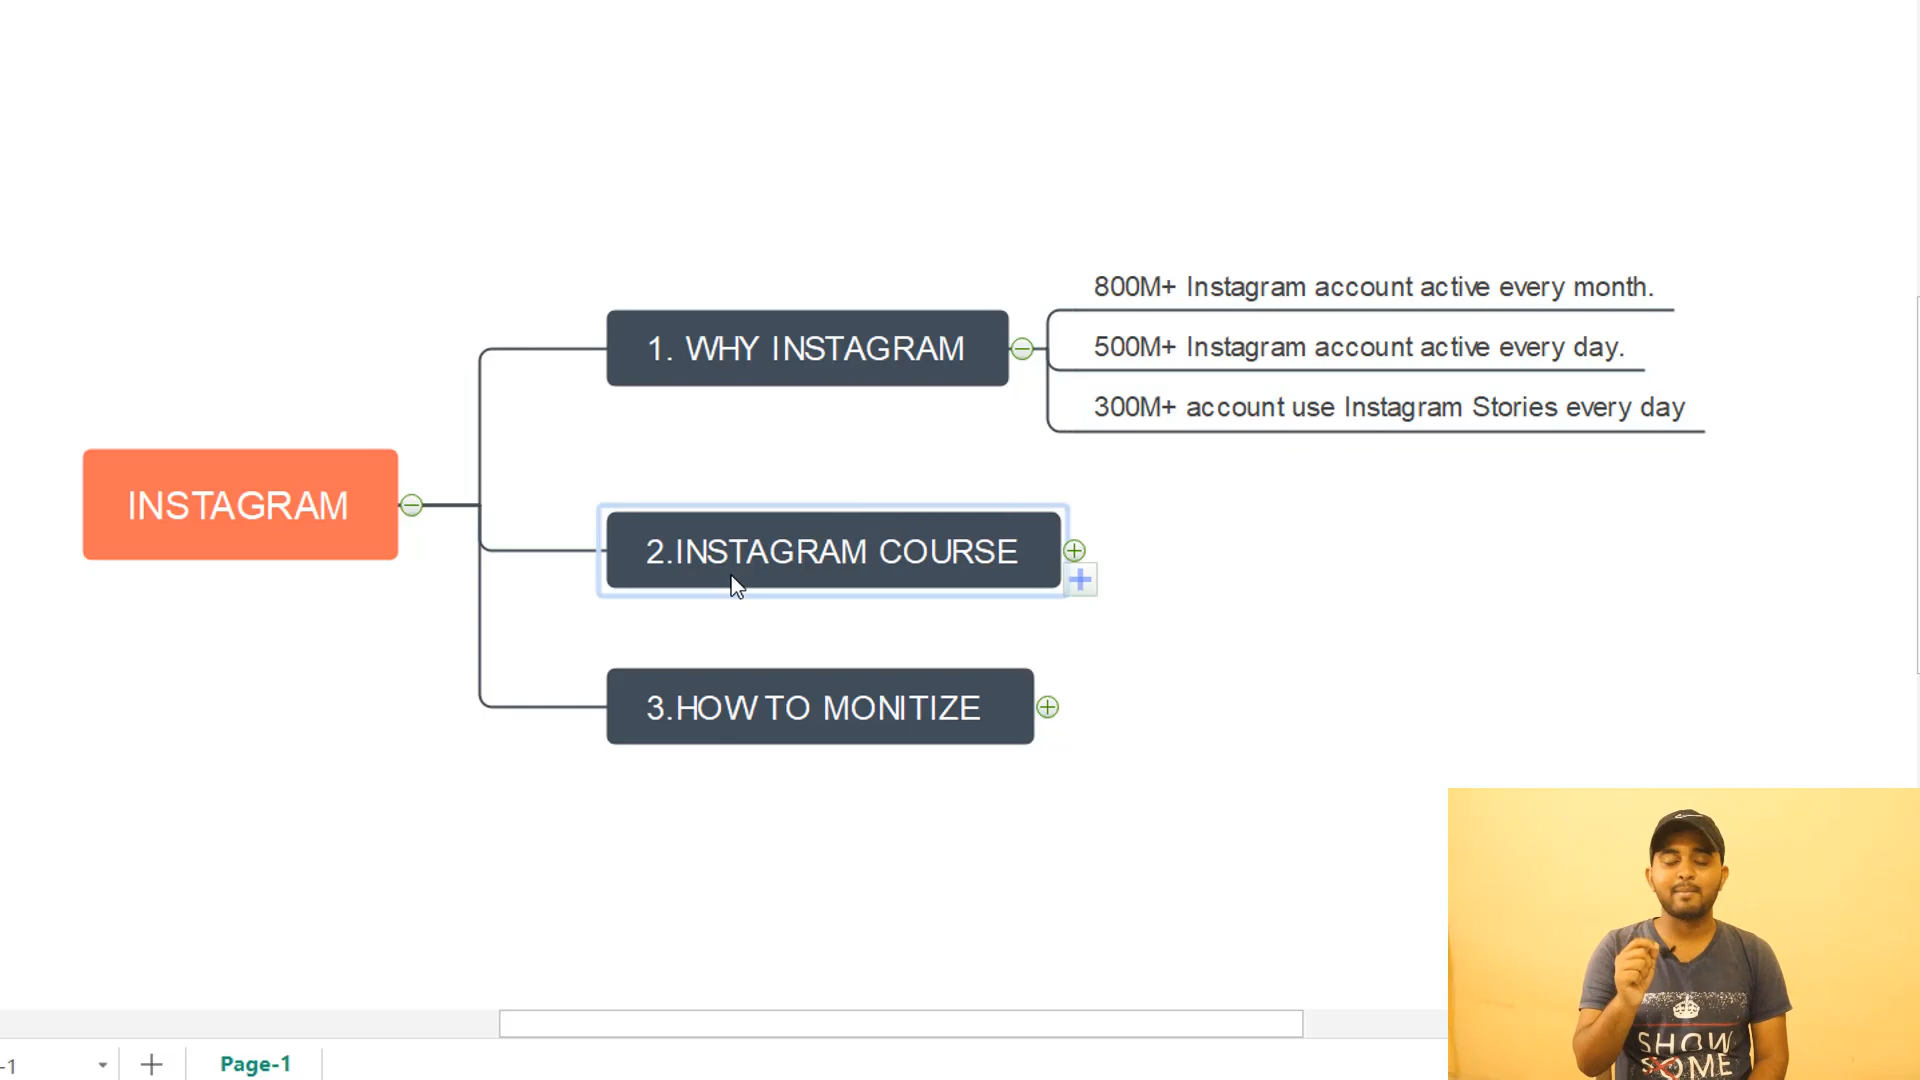 800M+ Instagram account active every month.
1. WHY INSTAGRAM
500M+ Instagram account active every day.
300M+ account use Instagram Stories every day
INSTAGRAM
2.INSTAGRAM COURSE
3.HOW TO MONITIZE
SHOW
SOME
-1
Page-1